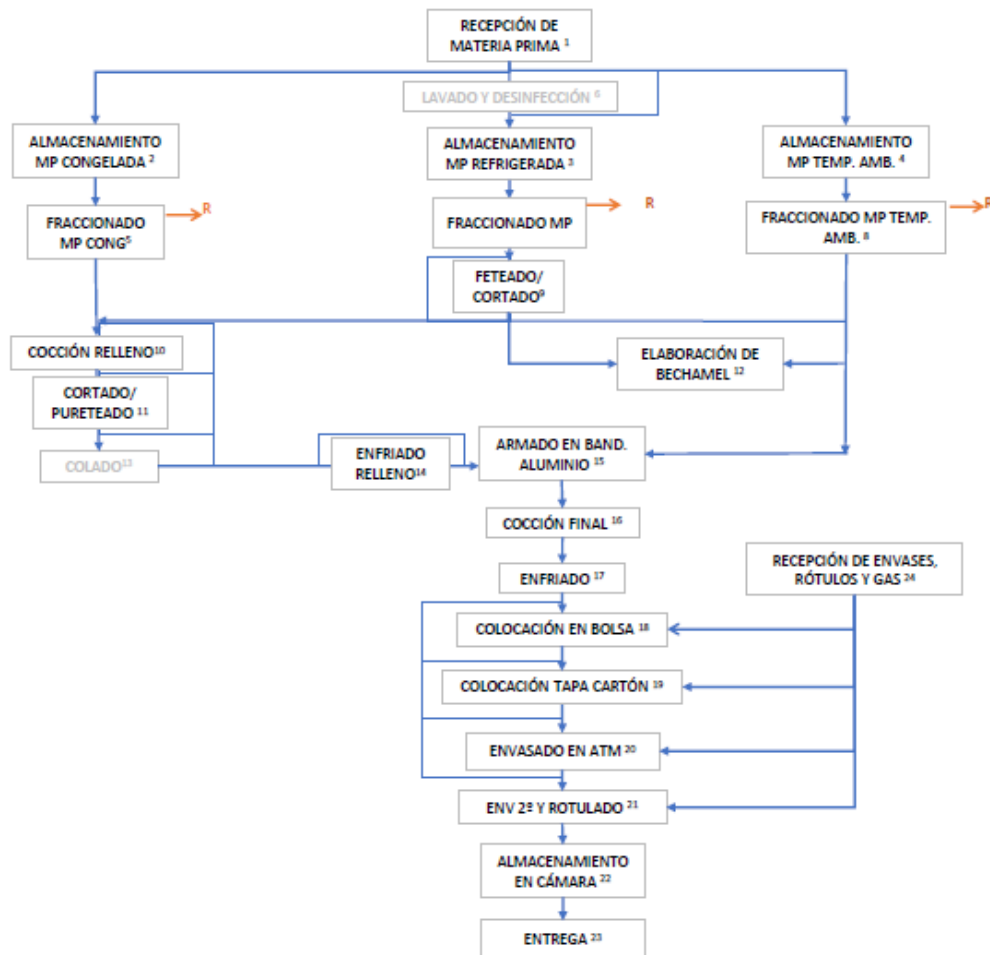 RECEPCIÓN DE
MATERIA PRIMA 1
LAVADO Y DESINFECCIÓN 6
ALMACENAMIENTO
MP CONGELADA 2
ALMACENAMIENTO
MP REFRIGERADA 3
ALMACENAMIENTO
MP TEMP. AMB. 4
FRACCIONADO
MP CONG5
R
FRACCIONADO MP
R
FRACCIONADO MP TEMP.
AMB. 8
R
FETEADO/
CORTADO9
COCCIÓN RELLENO10
ELABORACIÓN DE
BECHAMEL 12
CORTADO/
PURETEADO 11
COLADO13
ENFRIADO
RELLENO14
ARMADO EN BAND.
ALUMINIO 15
COCCIÓN FINAL 16
ENFRIADO 17
RECEPCIÓN DE ENVASES,
RÓTULOS Y GAS 24
COLOCACIÓN EN BOLSA 18
COLOCACIÓN TAPA CARTÓN 19
ENVASADO EN ATM 20
ENV 2º Y ROTULADO 21
ALMACENAMIENTO
EN CÁMARA 22
ENTREGA 23